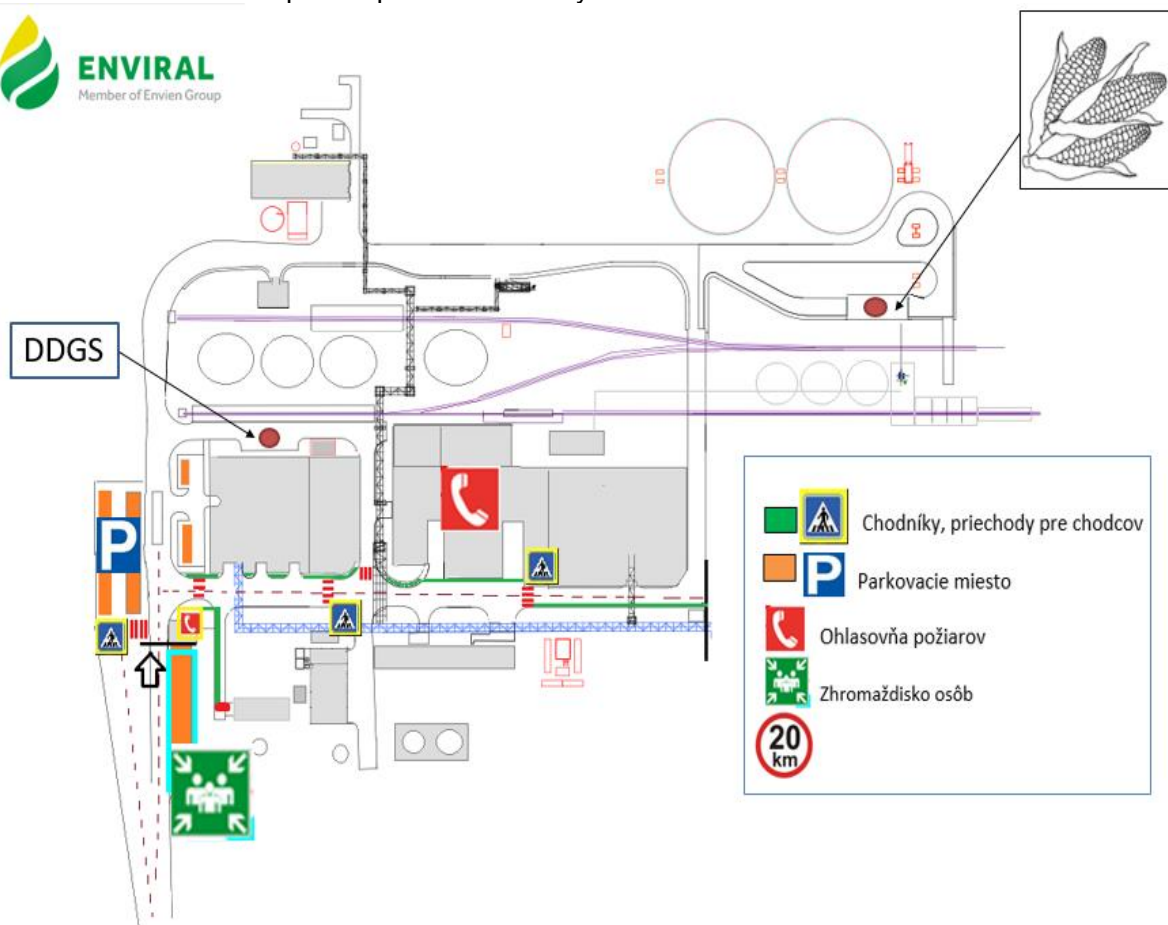 ENVIRAL
Member of Envien Group
DDGS
P
Chodníky, priechody pre chodcov
P Parkovacie miesto
Ohlasovňa požiarov
Zhromaždisko osôb
20
km